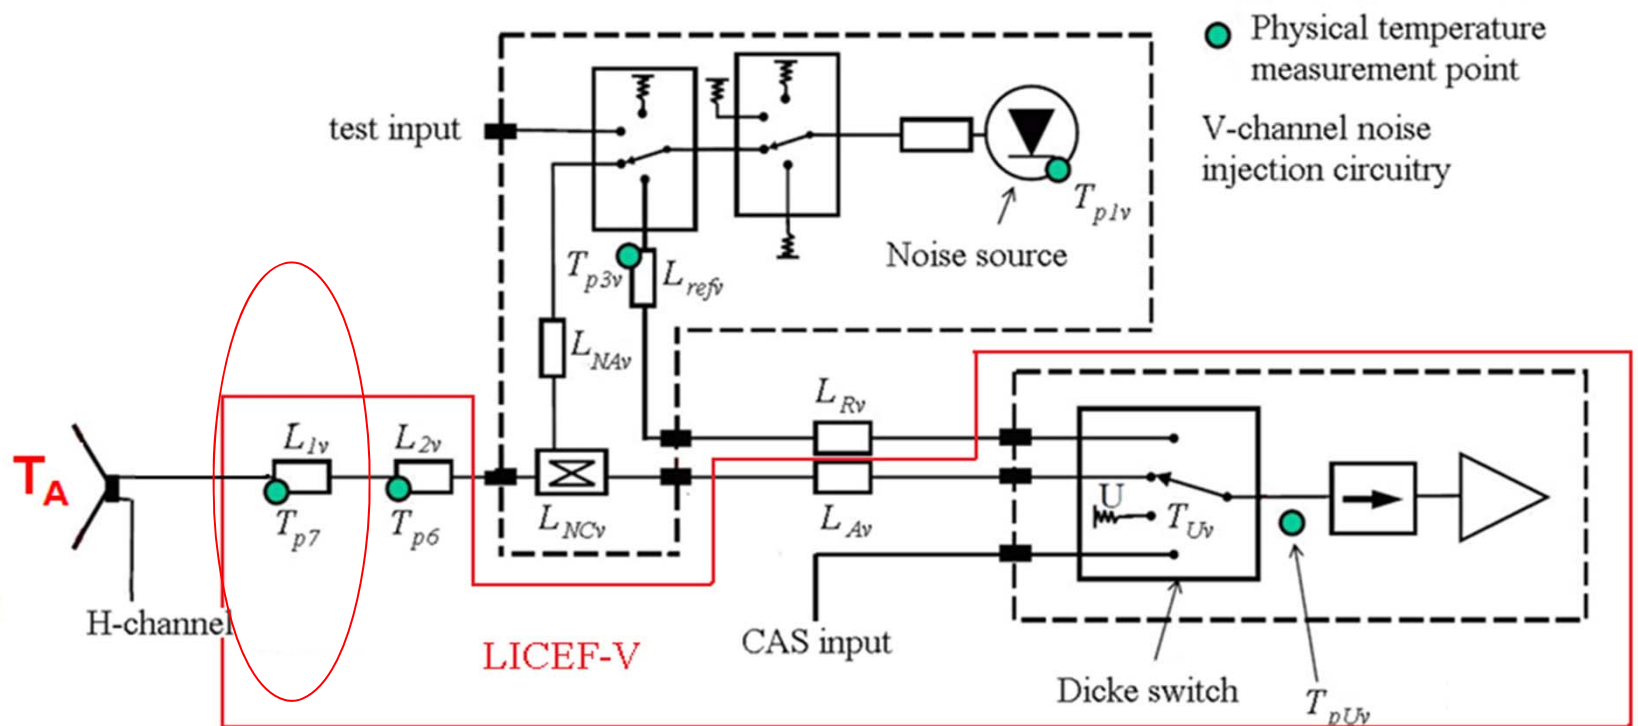 Physical temperature
measurement point
V-channel noise
injection circuitry
test input
T_p1v
Noise source
T_p3v
L_refv
L_NAv
L_Rv
L_1v
L_2v
T_A
T_p7
T_p6
L_NCv
L_Av
U
T_Uv
H-channel
LICEF-V
CAS input
Dicke switch
T_pUv